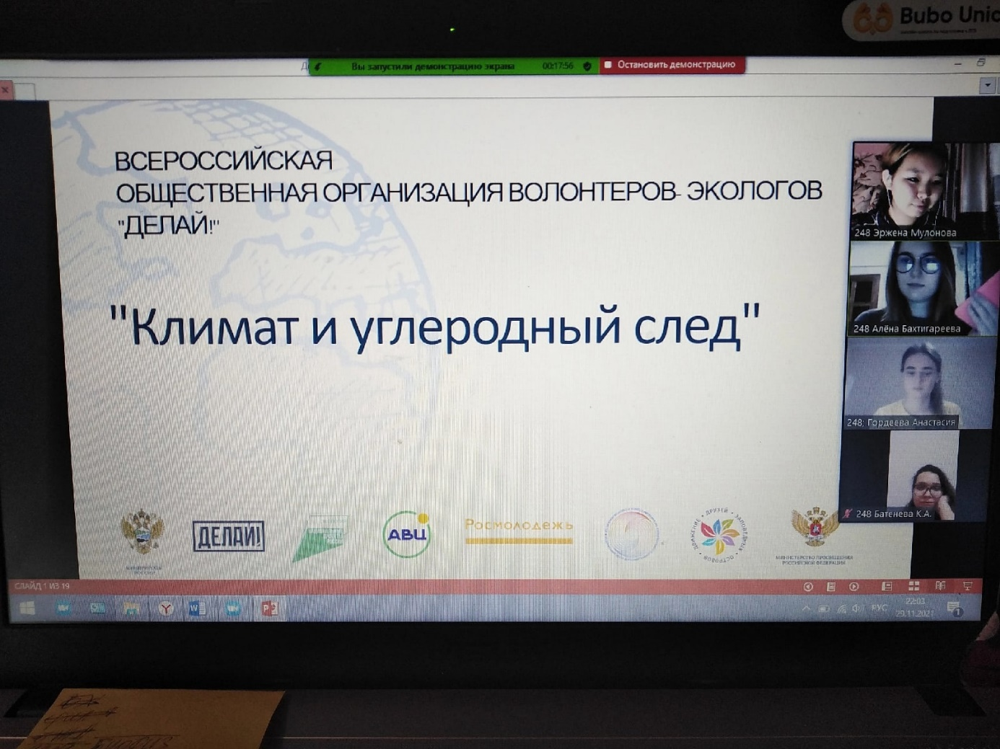 Bubo Unio
Вы запустили демонстрацию экрана
00:17:56
Остановить демонстрацию
ВСЕРОССИЙСКАЯ
ОБЩЕСТВЕННАЯ ОРГАНИЗАЦИЯ ВОЛОНТЕРОВ- ЭКОЛОГОВ
"ДЕЛАЙ!"
"Климат и углеродный след"
248 Эржена Мулонова
248 Алёна Бахтигареева
248; Гордеева Анастасия
248 Батенева К.А.
ДЕЛАЙ!
АВЦ
Росмолодежь
ДВИЖЕНИЕ • ДРУЗЕЙ • ЗАПОВЕДНЫХ • ОСТРОВОВ
МИНИСТЕРСТВО ПРОСВЕЩЕНИЯ
РОССИЙСКОЙ ФЕДЕРАЦИИ
СЛАЙД 1 ИЗ 19
РУС
22:03
29.11.2021
1